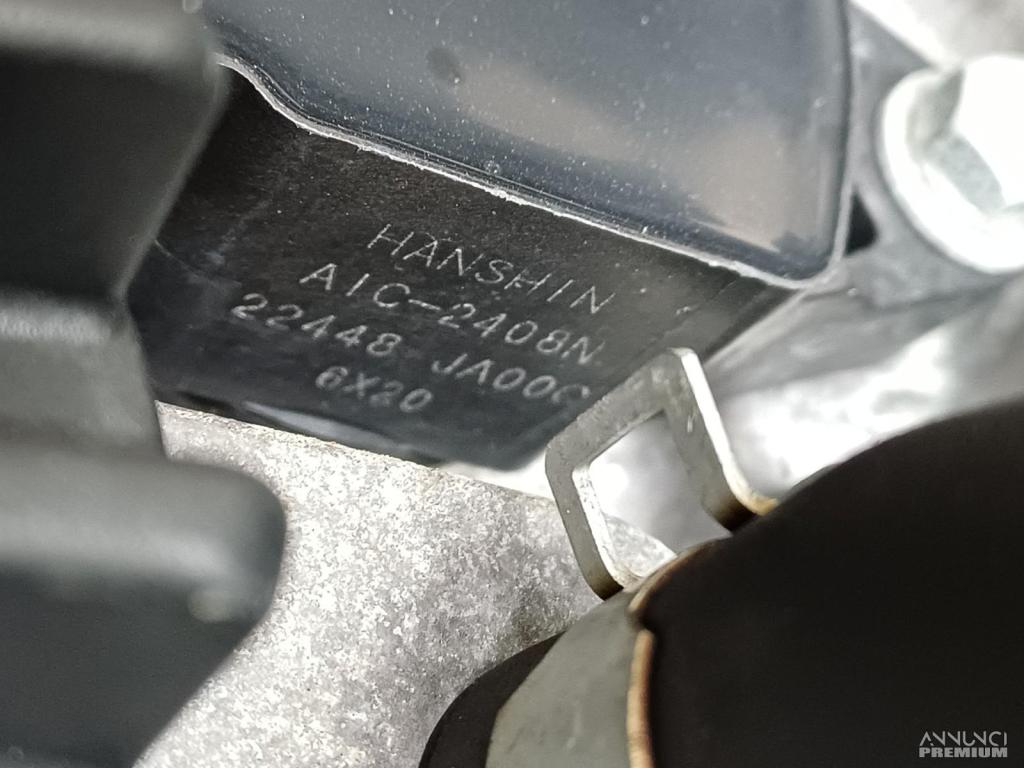 HANSHIN
AIC-2408N
22448 JA00C
6X20
ANNUNCI
PREMIUM